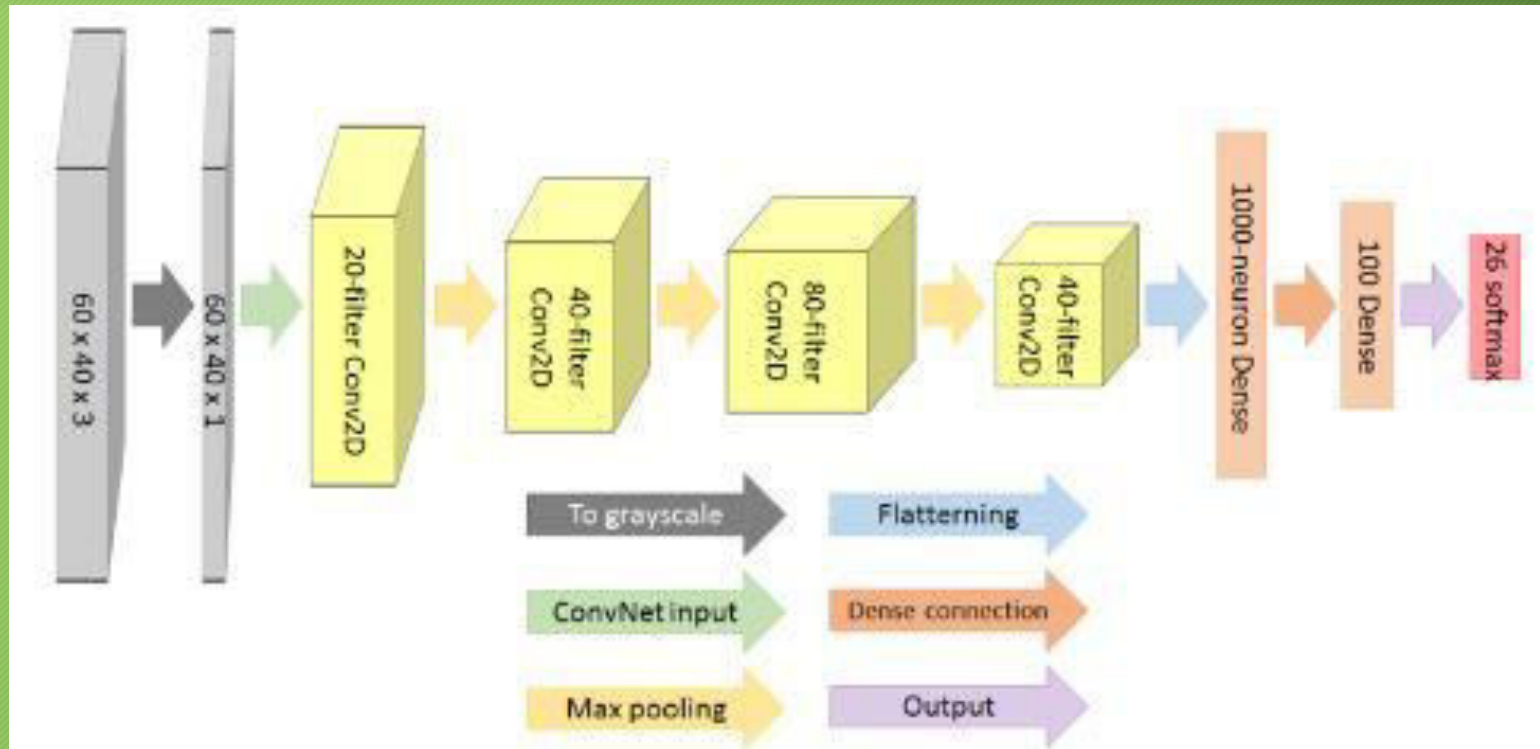 60 x 40 x 3
60 x 40 x 1
20-filter Conv2D
40-filter
Conv2D
80-filter
Conv2D
40-filter
Conv2D
1000-neuron Dense
100 Dense
26 softmax
To grayscale
Flatterning
ConvNet input
Dense connection
Max pooling
Output